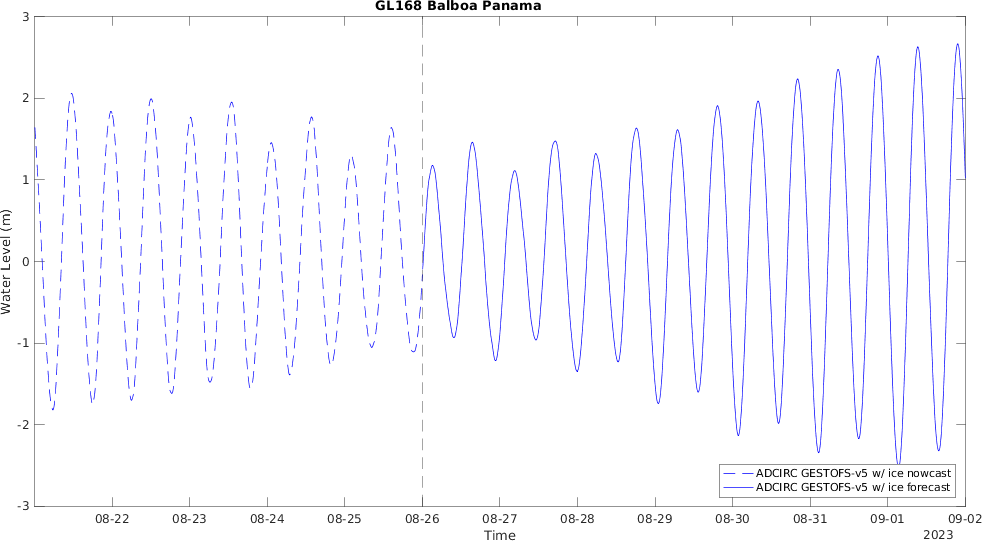 GL168 Balboa Panama
3
2
1
0
-1
-2
-3
Water Level (m)
ADCIRC GESTOFS-v5 w/ ice nowcast
ADCIRC GESTOFS-v5 w/ ice forecast
08-22 08-23 08-24 08-25 08-26 08-27 08-28 08-29 08-30 08-31 09-01 09-02
Time
2023